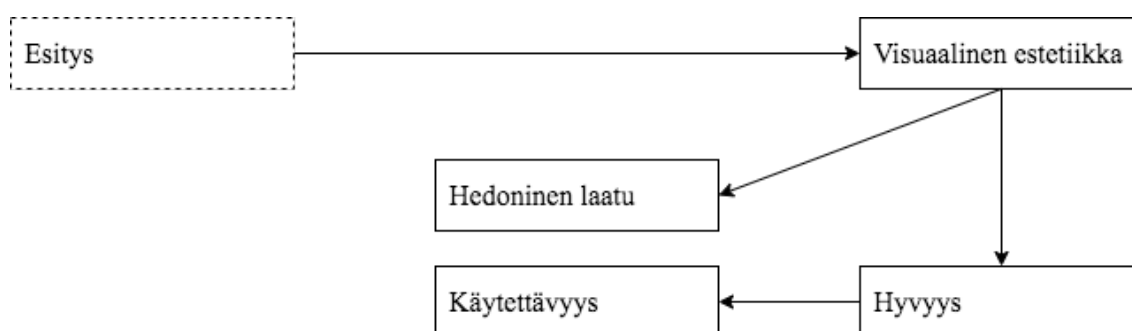 Esitys
Visuaalinen estetiikka
Hedoninen laatu
Käytettävyys
Hyvyys